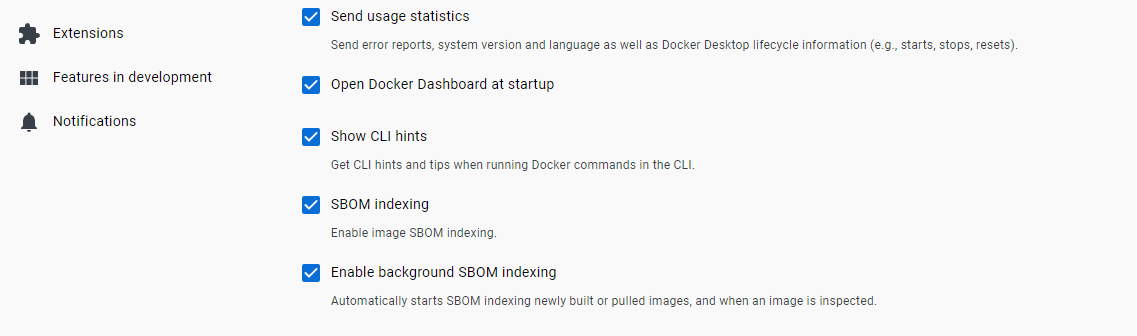 Extensions
Features in development
Notifications
Send usage statistics
Send error reports, system version and language as well as Docker Desktop lifecycle information (e.g., starts, stops, resets).
Open Docker Dashboard at startup
Show CLI hints
Get CLI hints and tips when running Docker commands in the CLI.
SBOM indexing
Enable image SBOM indexing.
Enable background SBOM indexing
Automatically starts SBOM indexing newly built or pulled images, and when an image is inspected.